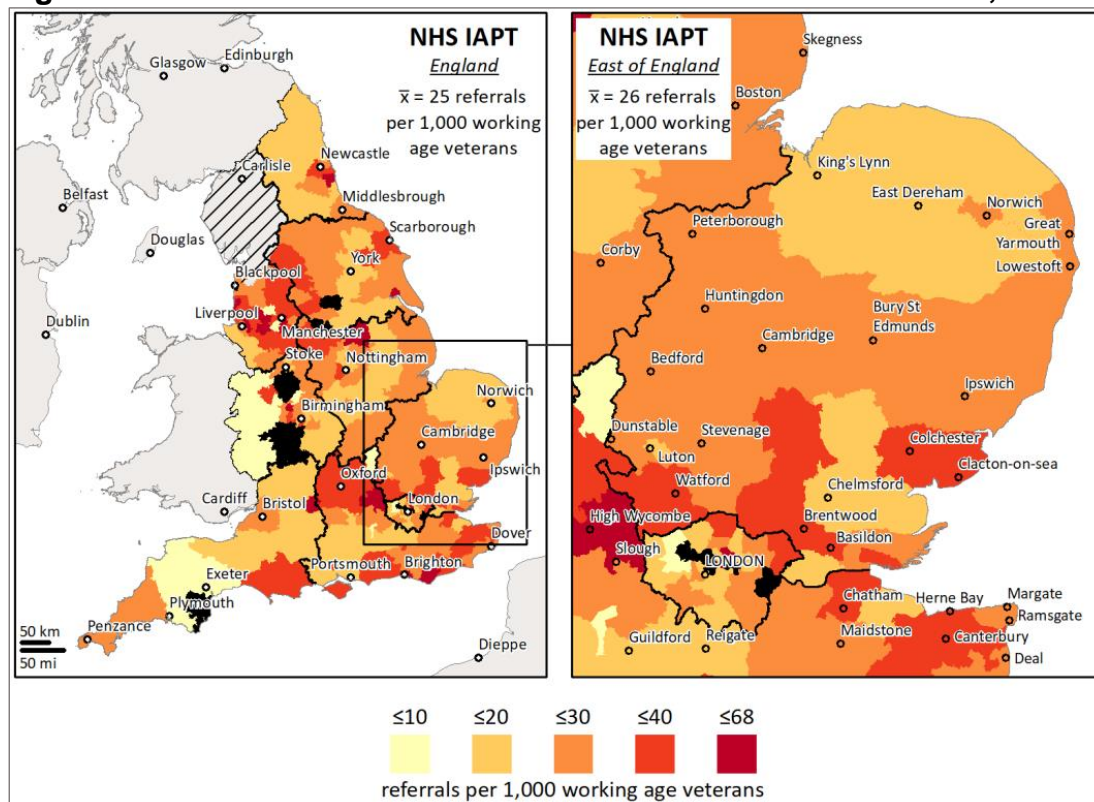 NHS IAPT
England
x̅ = 25 referrals
per 1,000 working
age veterans
Glasgow
Edinburgh
Carlisle
Newcastle
Belfast
Middlesbrough
Scarborough
Douglas
York
Blackpool
Liverpool
Manchester
Dublin
Stoke
Nottingham
Norwich
Birmingham
Cambridge
Ipswich
Oxford
Cardiff
Bristol
London
Dover
Portsmouth
Brighton
Exeter
Plymouth
Penzance
50 km
50 mi
Dieppe
NHS IAPT
East of England
x̅ = 26 referrals
per 1,000 working
age veterans
Skegness
Boston
King's Lynn
East Dereham
Norwich
Great
Yarmouth
Peterborough
Corby
Lowestoft
Huntingdon
Bury St
Edmunds
Cambridge
Bedford
Ipswich
Dunstable
Stevenage
Colchester
Luton
Clacton-on-sea
Watford
Chelmsford
High Wycombe
Brentwood
Basildon
Slough
LONDON
Chatham
Herne Bay
Margate
Ramsgate
Guildford
Reigate
Maidstone
Canterbury
Deal
≤10 ≤20 ≤30 ≤40 ≤68
referrals per 1,000 working age veterans